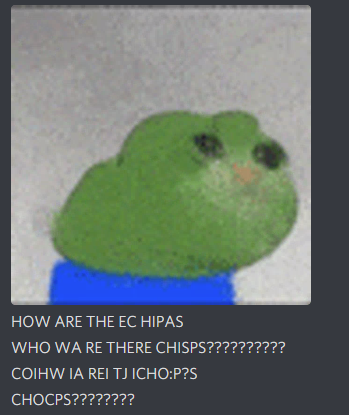 HOW ARE THE EC HIPAS
WHO WA RE THERE CHISPS??????????
COIHW IA REI TJ ICHO:P?S
CHOCPS????????